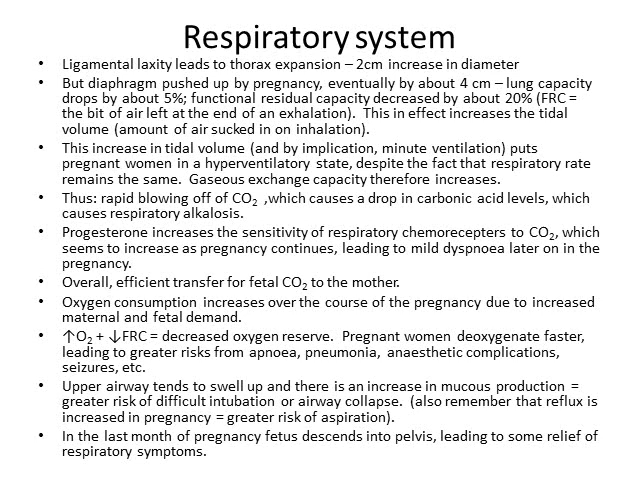 Respiratory system
• Ligamental laxity leads to thorax expansion – 2cm increase in diameter
• But diaphragm pushed up by pregnancy, eventually by about 4 cm – lung capacity
drops by about 5%; functional residual capacity decreased by about 20% (FRC =
the bit of air left at the end of an exhalation). This in effect increases the tidal
volume (amount of air sucked in on inhalation).
• This increase in tidal volume (and by implication, minute ventilation) puts
pregnant women in a hyperventilatory state, despite the fact that respiratory rate
remains the same. Gaseous exchange capacity therefore increases.
• Thus: rapid blowing off of CO₂ ,which causes a drop in carbonic acid levels, which
causes respiratory alkalosis.
• Progesterone increases the sensitivity of respiratory chemorecepters to CO₂, which
seems to increase as pregnancy continues, leading to mild dyspnoea later on in the
pregnancy.
• Overall, efficient transfer for fetal CO₂ to the mother.
• Oxygen consumption increases over the course of the pregnancy due to increased
maternal and fetal demand.
• ↑O₂ + ↓FRC = decreased oxygen reserve. Pregnant women deoxygenate faster,
leading to greater risks from apnoea, pneumonia, anaesthetic complications,
seizures, etc.
• Upper airway tends to swell up and there is an increase in mucous production =
greater risk of difficult intubation or airway collapse. (also remember that reflux is
increased in pregnancy = greater risk of aspiration).
• In the last month of pregnancy fetus descends into pelvis, leading to some relief of
respiratory symptoms.